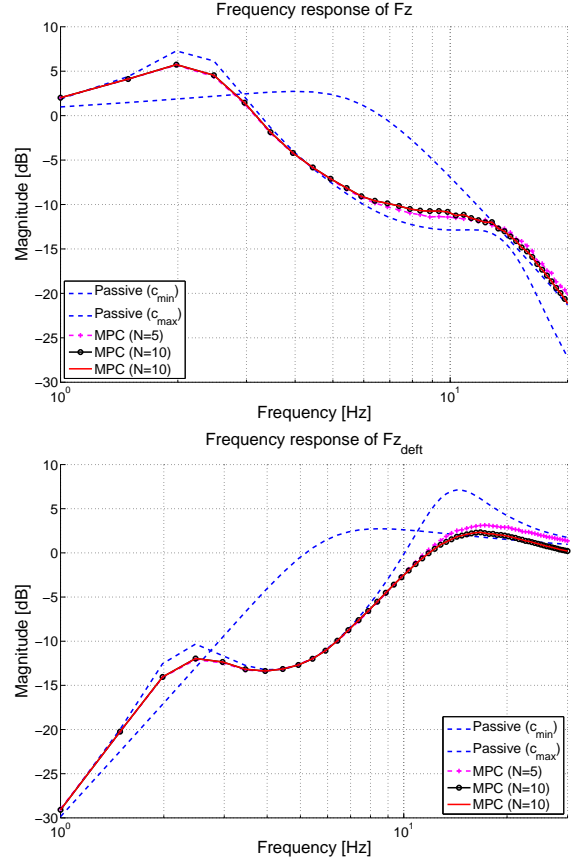 Frequency response of Fz
Magnitude [dB]
10
5
0
−5
−10
−15
−20
−25
−30
10^0
10^1
Frequency [Hz]
Passive (c_min)
Passive (c_max)
MPC (N=5)
MPC (N=10)
MPC (N=10)
Frequency response of Fz_deft
Magnitude [dB]
10
5
0
−5
−10
−15
−20
−25
−30
10^0
10^1
Frequency [Hz]
Passive (c_min)
Passive (c_max)
MPC (N=5)
MPC (N=10)
MPC (N=10)